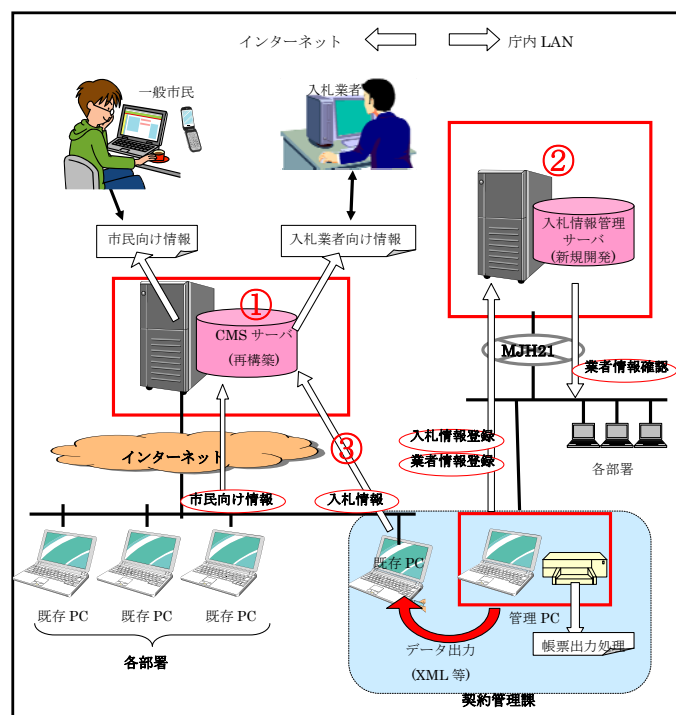 インターネット
庁内 LAN
一般市民
入札業者
②
入札情報管理
サーバ
(新規開発)
市民向け情報
入札業者向け情報
①
CMS サーバ
(再構築)
MJH21
業者情報確認
入札情報登録
業者情報登録
各部署
③
インターネット
市民向け情報
入札情報
既存 PC
既存 PC
既存 PC
既存 PC
管理 PC
各部署
データ出力
(XML 等)
帳票出力処理
契約管理課